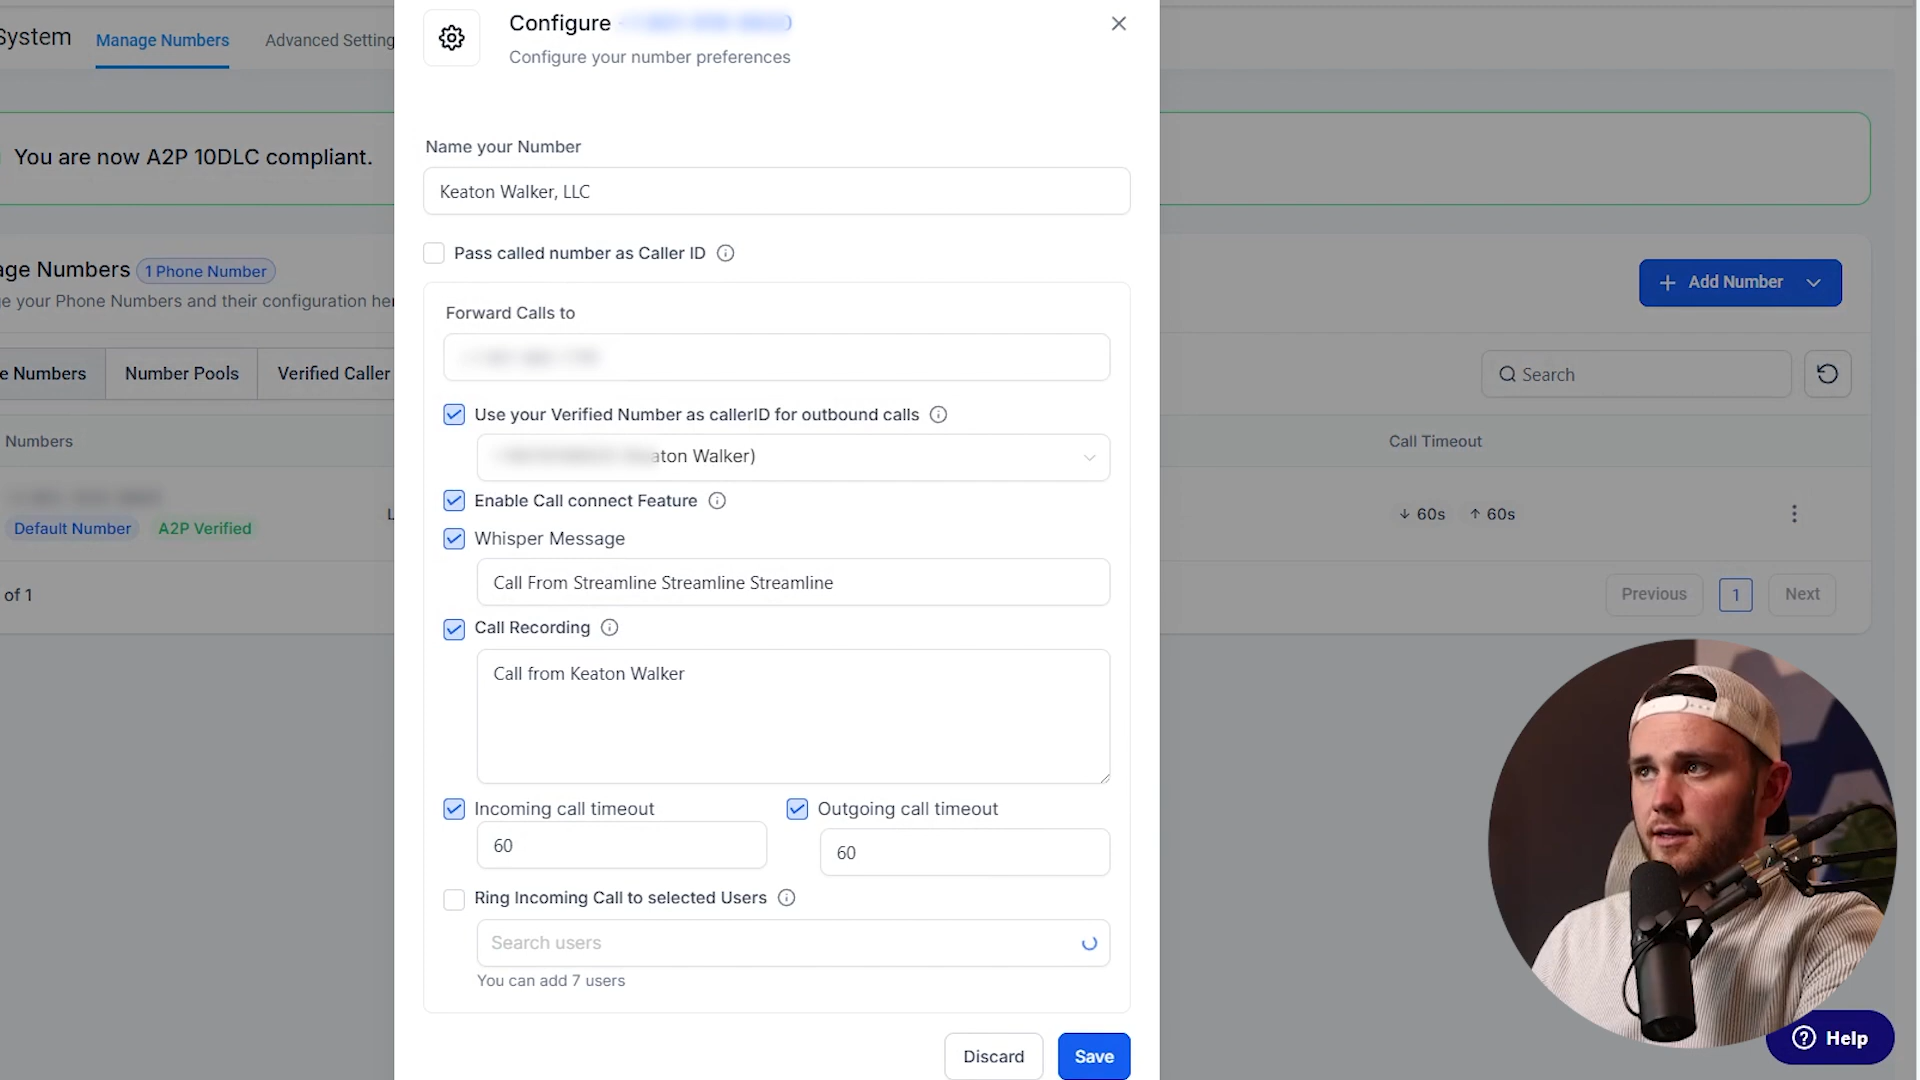 System
Manage Numbers
Advanced Setting
Configure
Configure your number preferences
You are now A2P 10DLC compliant.
Name your Number
Keaton Walker, LLC
Pass called number as Caller ID
age Numbers
1 Phone Number
ge your Phone Numbers and their configuration her
Add Number
Forward Calls to
e Numbers
Number Pools
Verified Caller
Search
Use your Verified Number as callerID for outbound calls
aton Walker)
Numbers
Call Timeout
Enable Call connect Feature
Default Number
A2P Verified
L
↓ 60s ↑ 60s
Whisper Message
Call From Streamline Streamline Streamline
of 1
Previous
1
Next
Call Recording
Call from Keaton Walker
Incoming call timeout
Outgoing call timeout
60
60
Ring Incoming Call to selected Users
Search users
You can add 7 users
Discard
Save
Help